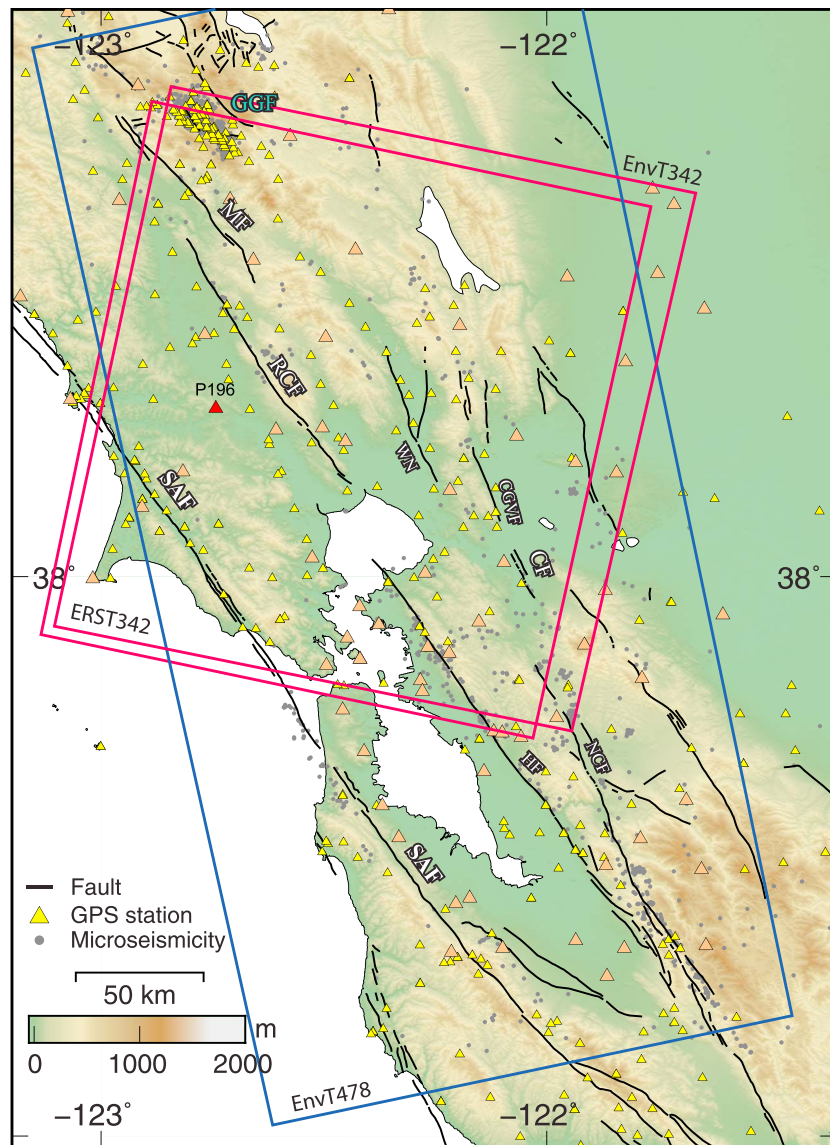 −123°
−122°
GGF
EnvT342
MF
RCF
P196
WN
SAF
CGVF
CF
38°
38°
ERST342
HF
NCF
SAF
Fault
GPS station
Microseismicity
50 km
m
0 1000 2000
EnvT478
−123°
−122°